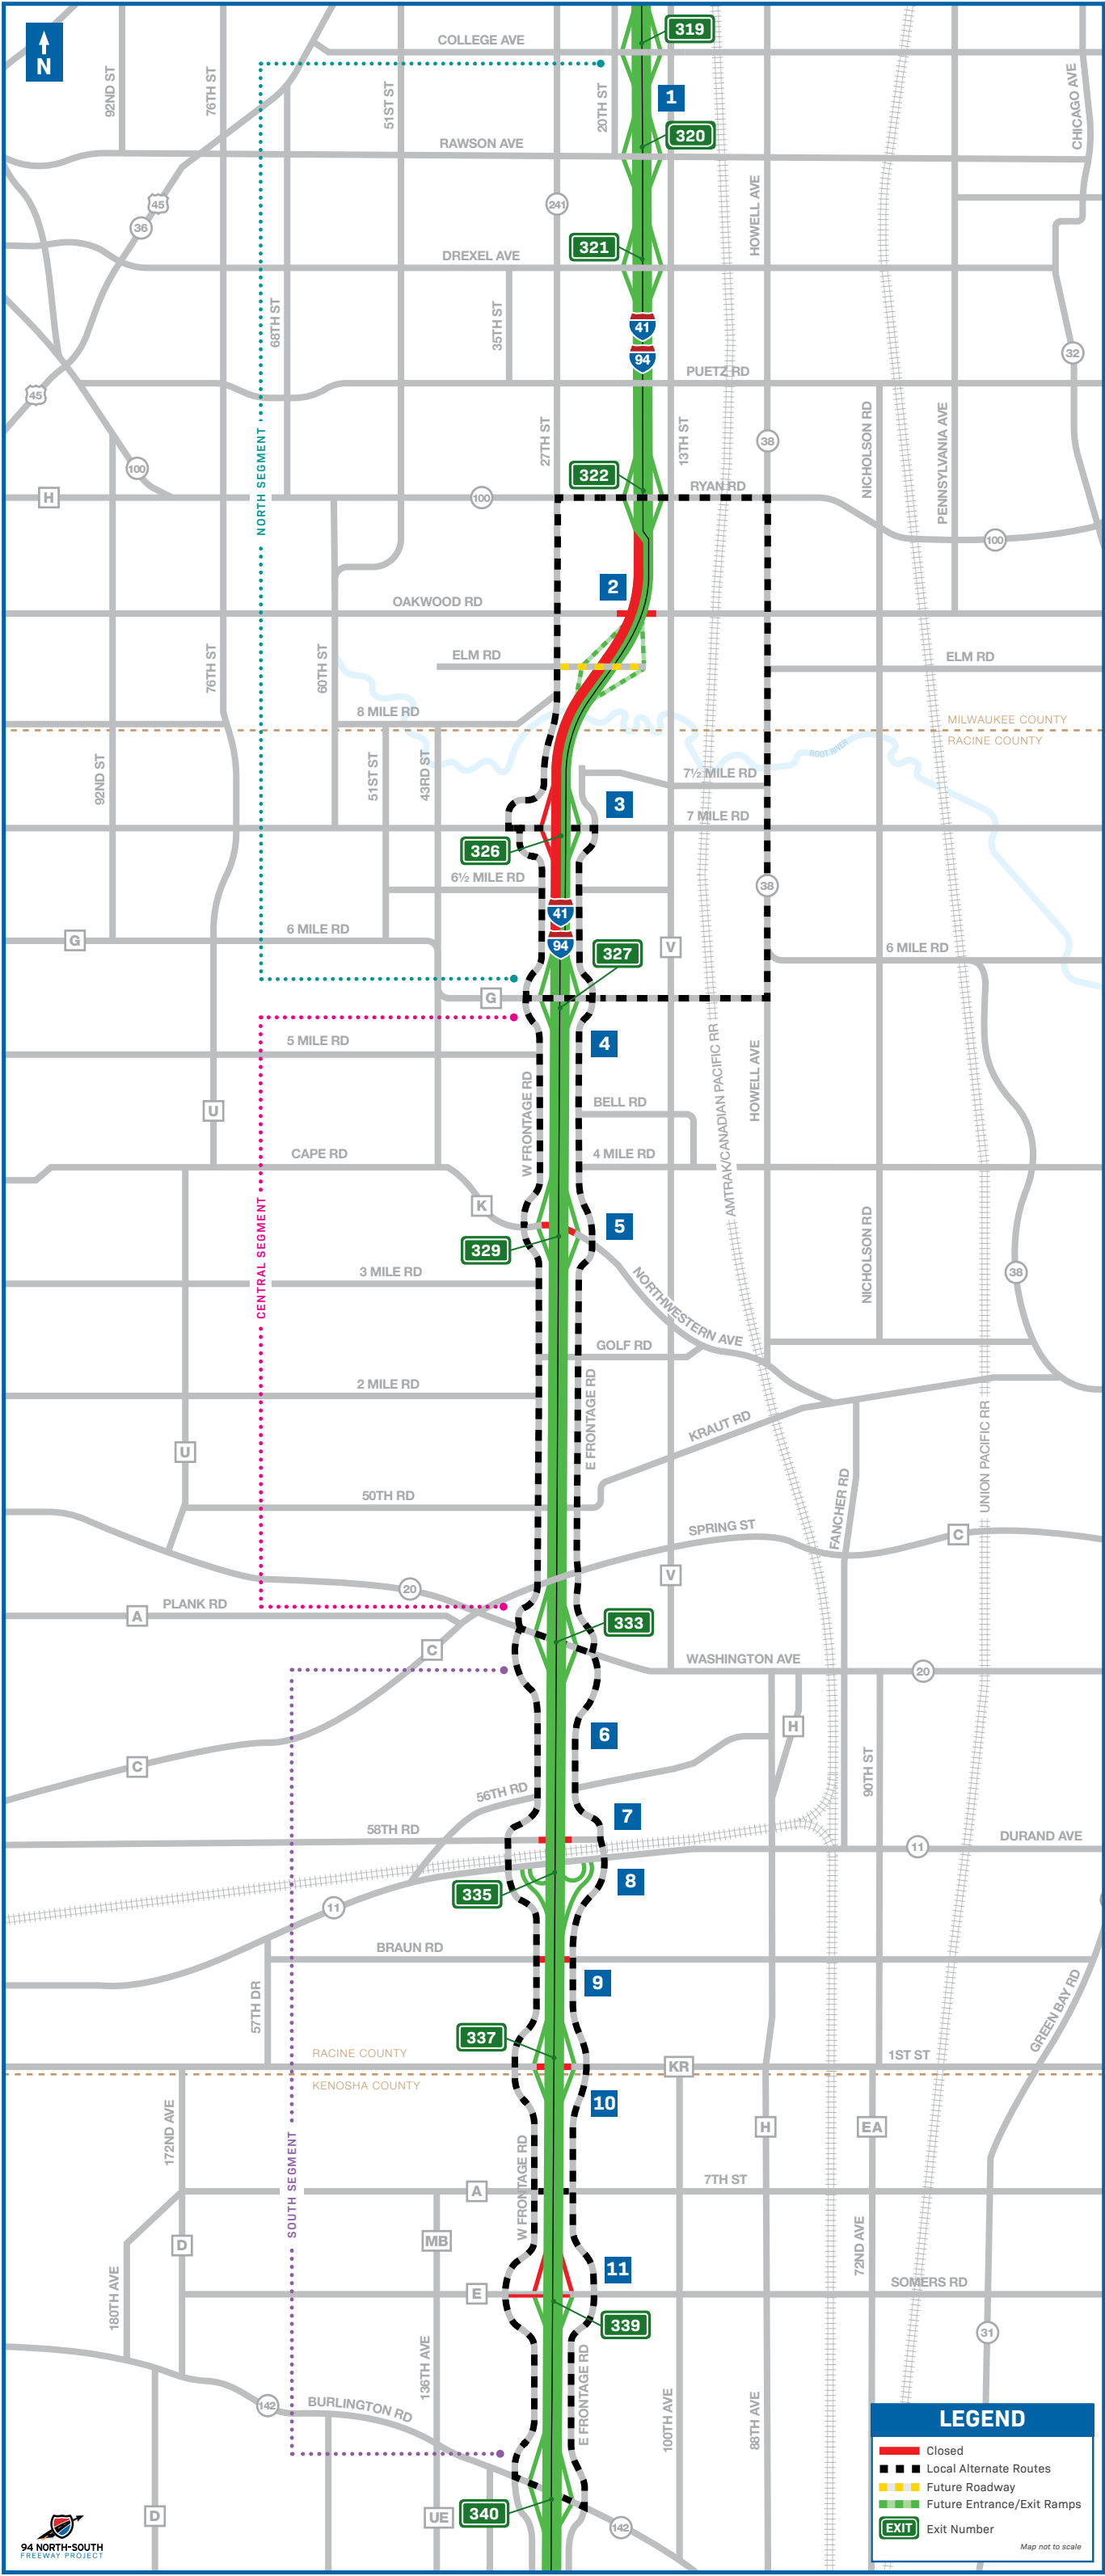 319
COLLEGE AVE
N
92ND ST
76TH ST
51ST ST
20TH ST
1
CHICAGO AVE
320
RAWSON AVE
45
36
241
HOWELL AVE
321
DREXEL AVE
68TH ST
35TH ST
41
94
32
PUETZ RD
45
27TH ST
13TH ST
38
NICHOLSON RD
PENNSYLVANIA AVE
NORTH SEGMENT
100
322
RYAN RD
H
100
100
2
OAKWOOD RD
76TH ST
60TH ST
ELM RD
ELM RD
8 MILE RD
MILWAUKEE COUNTY
RACINE COUNTY
ROOT RIVER
92ND ST
51ST ST
43RD ST
7½ MILE RD
3
7 MILE RD
326
6½ MILE RD
38
41
94
G
6 MILE RD
327
V
6 MILE RD
G
4
5 MILE RD
W FRONTAGE RD
AMTRAK/CANADIAN PACIFIC RR
HOWELL AVE
U
BELL RD
CAPE RD
4 MILE RD
K
5
329
CENTRAL SEGMENT
NICHOLSON RD
3 MILE RD
38
NORTHWESTERN AVE
GOLF RD
2 MILE RD
E FRONTAGE RD
KRAUT RD
U
UNION PACIFIC RR
50TH RD
FANCHER RD
SPRING ST
C
20
V
PLANK RD
A
333
C
WASHINGTON AVE
20
6
H
C
56TH RD
90TH ST
7
58TH RD
DURAND AVE
11
8
335
11
BRAUN RD
9
57TH DR
GREEN BAY RD
337
RACINE COUNTY
KENOSHA COUNTY
KR
1ST ST
10
172ND AVE
H
EA
W FRONTAGE RD
SOUTH SEGMENT
7TH ST
A
MB
D
72ND AVE
180TH AVE
11
E
SOMERS RD
339
31
136TH AVE
E FRONTAGE RD
100TH AVE
88TH AVE
142
BURLINGTON RD
D
UE
340
142
LEGEND
Closed
Local Alternate Routes
Future Roadway
Future Entrance/Exit Ramps
EXIT Exit Number
Map not to scale
94 NORTH-SOUTH
FREEWAY PROJECT